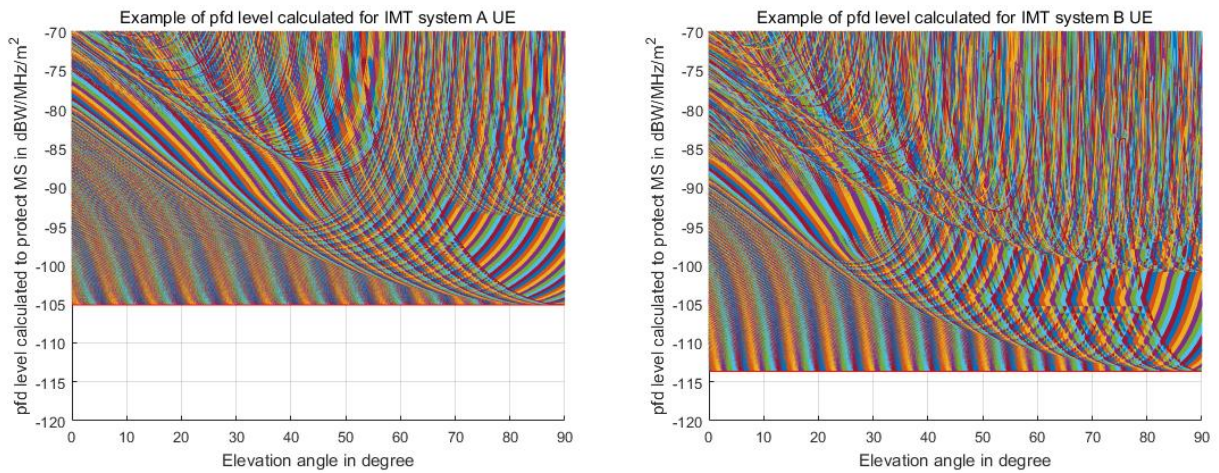 Example of pfd level calculated for IMT system A UE
pfd level calculated to protect MS in dBW/MHz/m²
-70
-75
-80
-85
-90
-95
-100
-105
-110
-115
-120
0 10 20 30 40 50 60 70 80 90
Elevation angle in degree
Example of pfd level calculated for IMT system B UE
pfd level calculated to protect MS in dBW/MHz/m²
-70
-75
-80
-85
-90
-95
-100
-105
-110
-115
-120
0 10 20 30 40 50 60 70 80 90
Elevation angle in degree